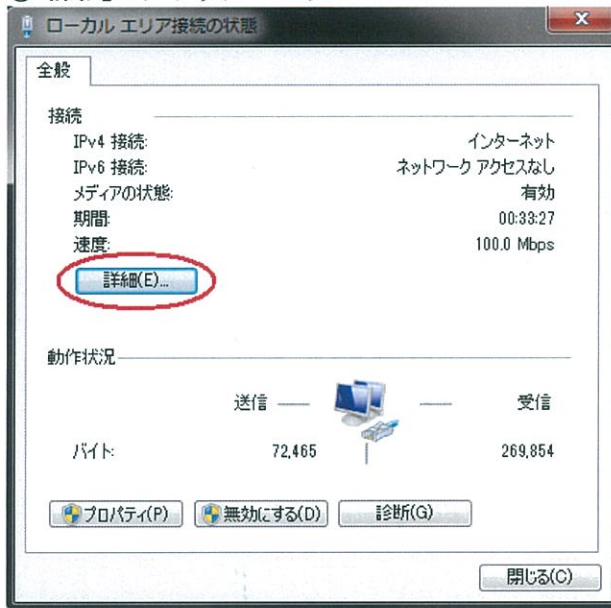 ローカル エリア接続の状態
全般
接続
IPv4 接続: インターネット
IPv6 接続: ネットワーク アクセスなし
メディアの状態: 有効
期間: 00:33:27
速度: 100.0 Mbps
詳細(E)...
動作状況
送信 受信
バイト: 72,465 269,854
プロパティ(P) 無効にする(D) 診断(G)
閉じる(C)